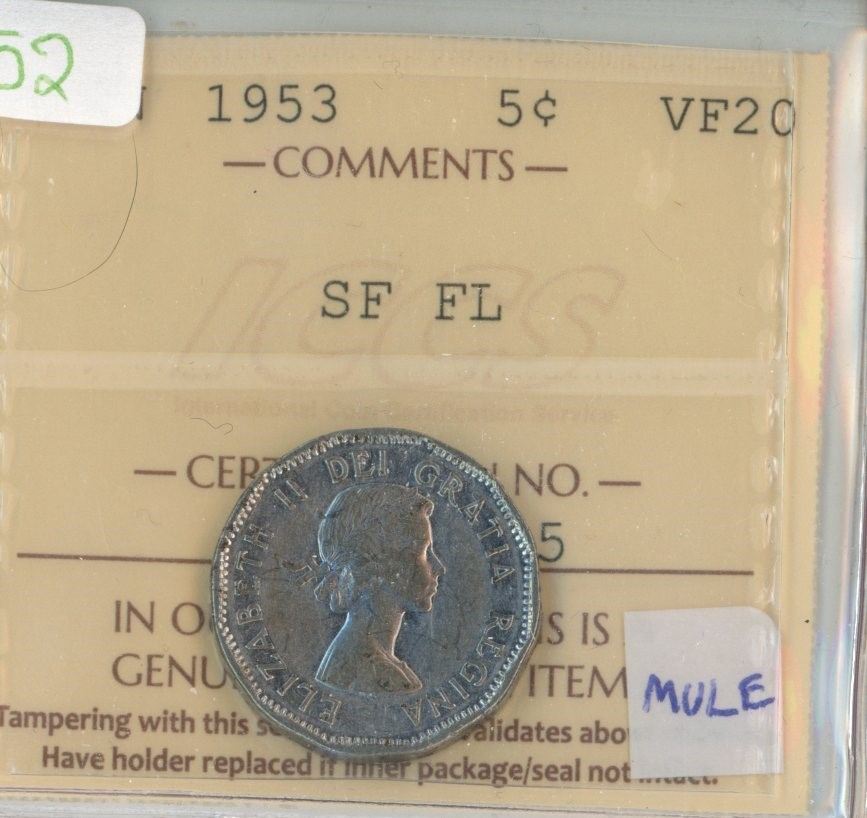 52
1953 5¢ VF20
— COMMENTS —
SF FL
ICCS
International Coin Certification Service
— CERT NO. —
5
IN O S IS
GENU ITEM
MULE
Tampering with this se alidates abo
Have holder replaced if inner package/seal not intact.
ELIZABETH II DEI GRATIA REGINA